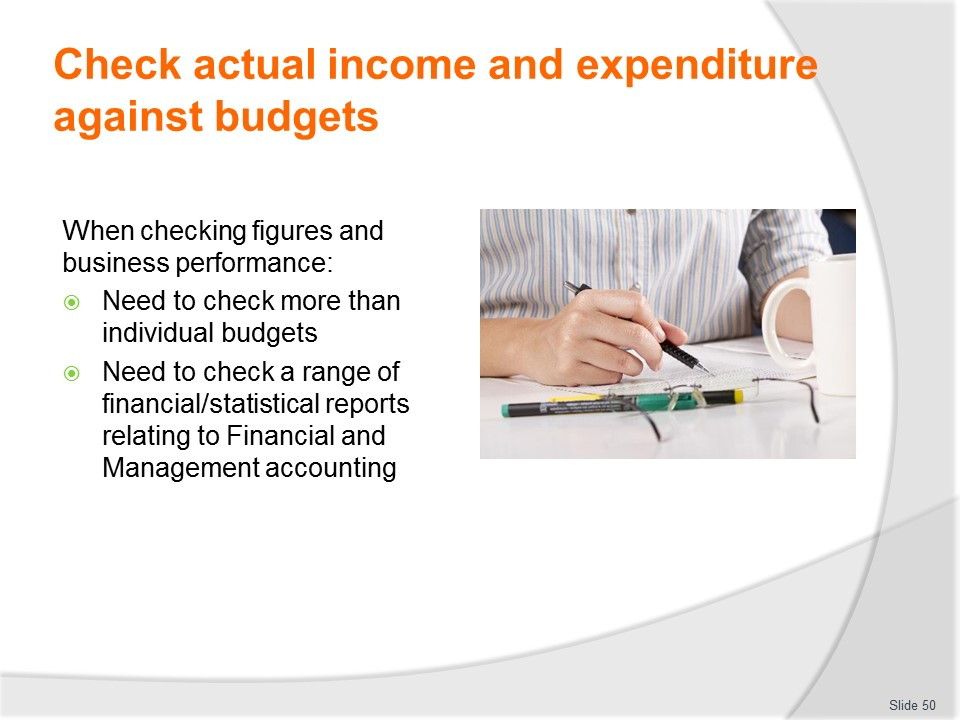 Check actual income and expenditure
against budgets
When checking figures and
business performance:
Need to check more than
individual budgets
Need to check a range of
financial/statistical reports
relating to Financial and
Management accounting
Slide 50